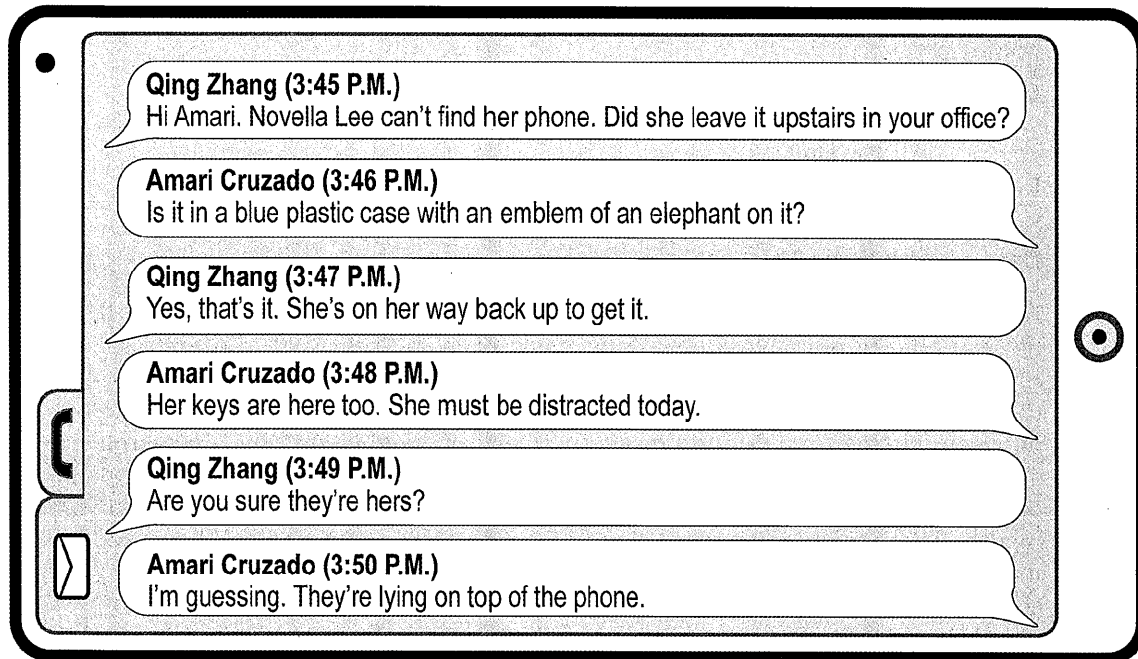 Qing Zhang (3:45 P.M.)
Hi Amari. Novella Lee can't find her phone. Did she leave it upstairs in your office?
Amari Cruzado (3:46 P.M.)
Is it in a blue plastic case with an emblem of an elephant on it?
Qing Zhang (3:47 P.M.)
Yes, that's it. She's on her way back up to get it.
Amari Cruzado (3:48 P.M.)
Her keys are here too. She must be distracted today.
Qing Zhang (3:49 P.M.)
Are you sure they're hers?
Amari Cruzado (3:50 P.M.)
I'm guessing. They're lying on top of the phone.